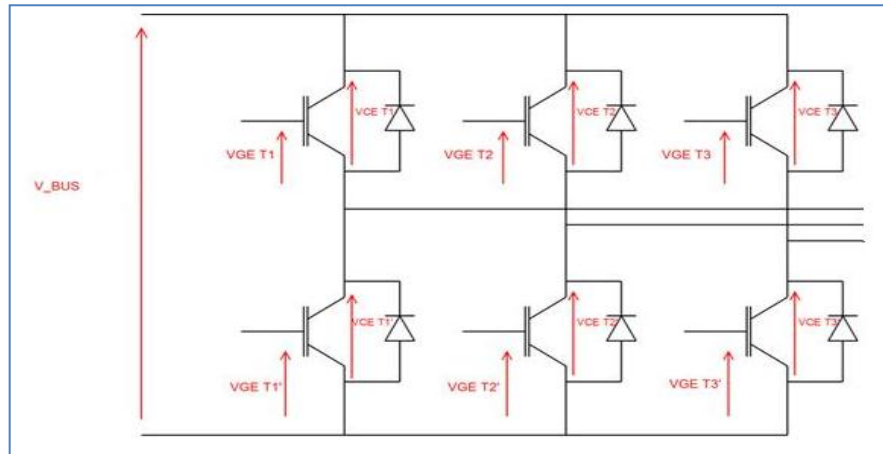 VCE T1
VCE T2
VCE T3
VGE T1
VGE T2
VGE T3
V_BUS
VCE T1'
VCE T2'
VCE T3'
VGE T1'
VGE T2'
VGE T3'